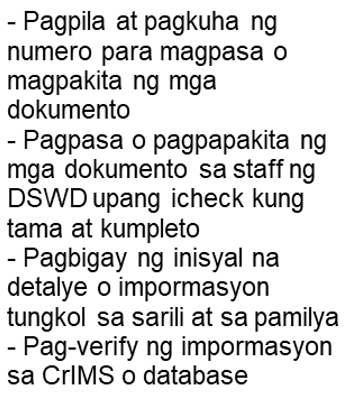 - Pagpila at pagkuha ng
numero para magpasa o
magpakita ng mga
dokumento
- Pagpasa o pagpapakita ng
mga dokumento sa staff ng
DSWD upang icheck kung
tama at kumpleto
- Pagbigay ng inisyal na
detalye o impormasyon
tungkol sa sarili at sa pamilya
- Pag-verify ng impormasyon
sa CrIMS o database